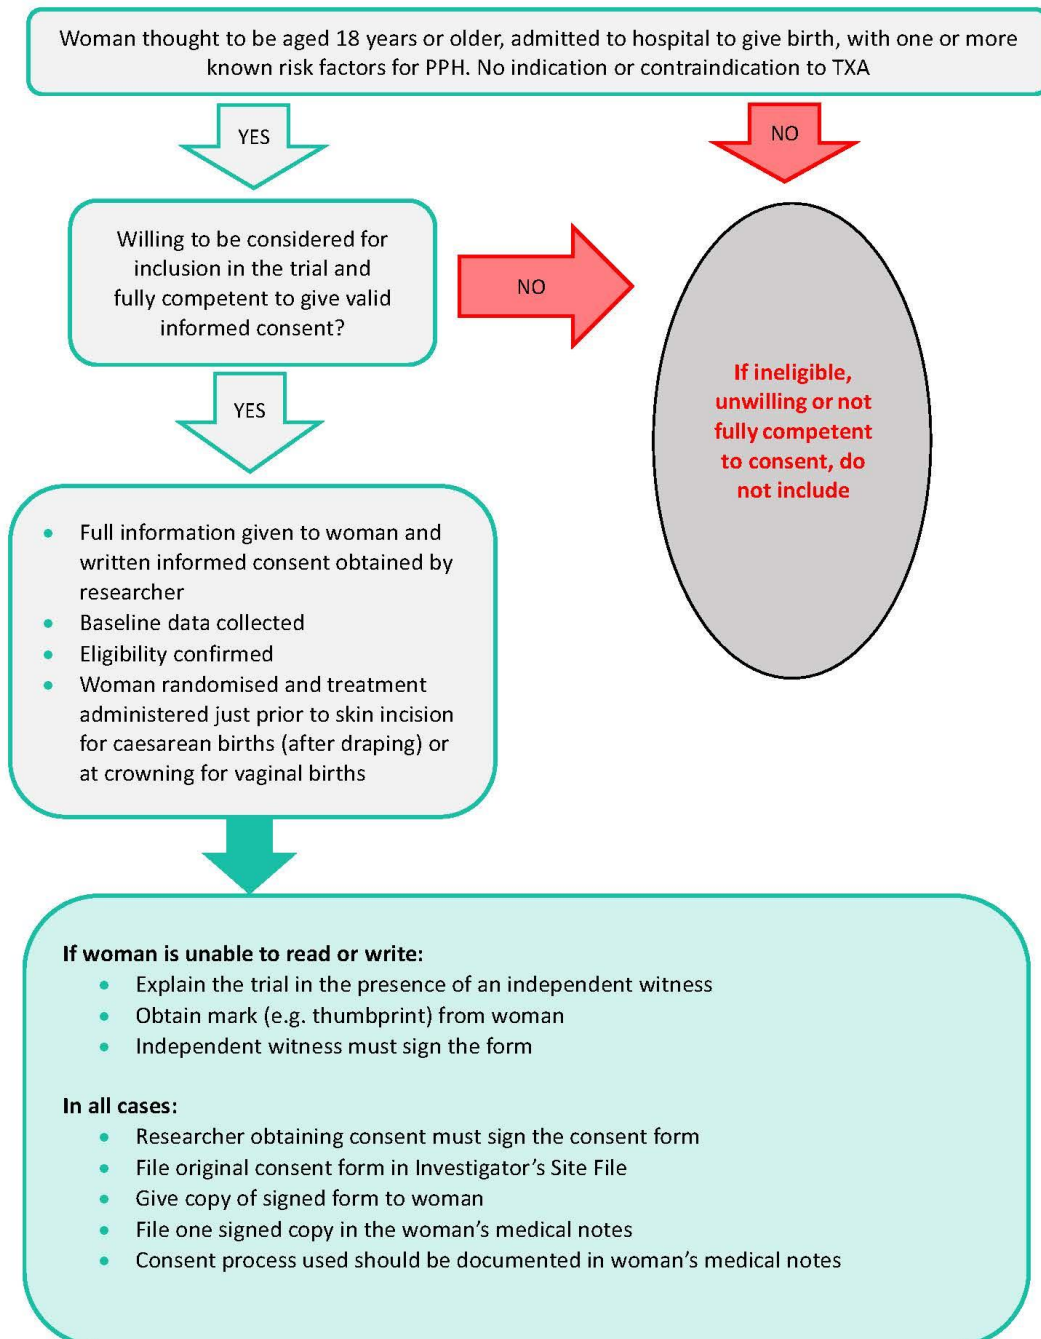 Woman thought to be aged 18 years or older, admitted to hospital to give birth, with one or more
known risk factors for PPH. No indication or contraindication to TXA
YES
NO
Willing to be considered for
inclusion in the trial and
fully competent to give valid
informed consent?
NO
If ineligible,
unwilling or not
fully competent
to consent, do
not include
YES
• Full information given to woman and
written informed consent obtained by
researcher
• Baseline data collected
• Eligibility confirmed
• Woman randomised and treatment
administered just prior to skin incision
for caesarean births (after draping) or
at crowning for vaginal births
If woman is unable to read or write:
• Explain the trial in the presence of an independent witness
• Obtain mark (e.g. thumbprint) from woman
• Independent witness must sign the form
In all cases:
• Researcher obtaining consent must sign the consent form
• File original consent form in Investigator’s Site File
• Give copy of signed form to woman
• File one signed copy in the woman’s medical notes
• Consent process used should be documented in woman’s medical notes